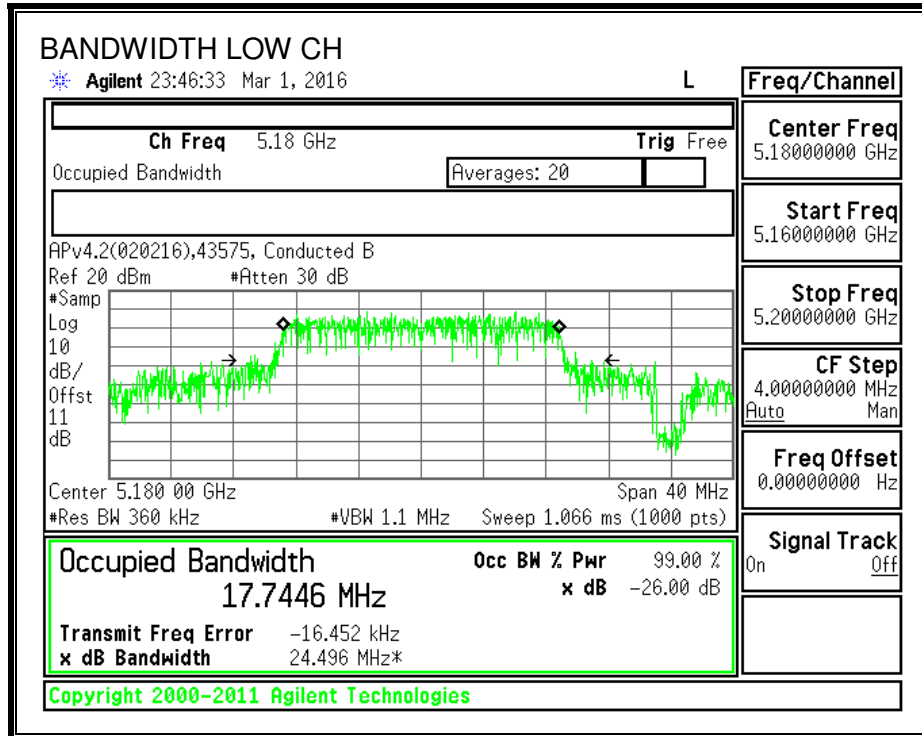 BANDWIDTH LOW CH
Agilent 23:46:33 Mar 1, 2016 L
Ch Freq 5.18 GHz Trig Free
Occupied Bandwidth Averages: 20
APv4.2(020216),43575, Conducted B
Ref 20 dBm #Atten 30 dB
#Samp
Log
10
dB/
Offst
11
dB
Center 5.180 00 GHz Span 40 MHz
#Res BW 360 kHz #VBW 1.1 MHz Sweep 1.066 ms (1000 pts)
Occupied Bandwidth Occ BW % Pwr 99.00 %
17.7446 MHz x dB -26.00 dB
Transmit Freq Error -16.452 kHz
x dB Bandwidth 24.496 MHz*
Copyright 2000-2011 Agilent Technologies
Freq/Channel
Center Freq
5.18000000 GHz
Start Freq
5.16000000 GHz
Stop Freq
5.20000000 GHz
CF Step
4.00000000 MHz
Auto Man
Freq Offset
0.00000000 Hz
Signal Track
On Off